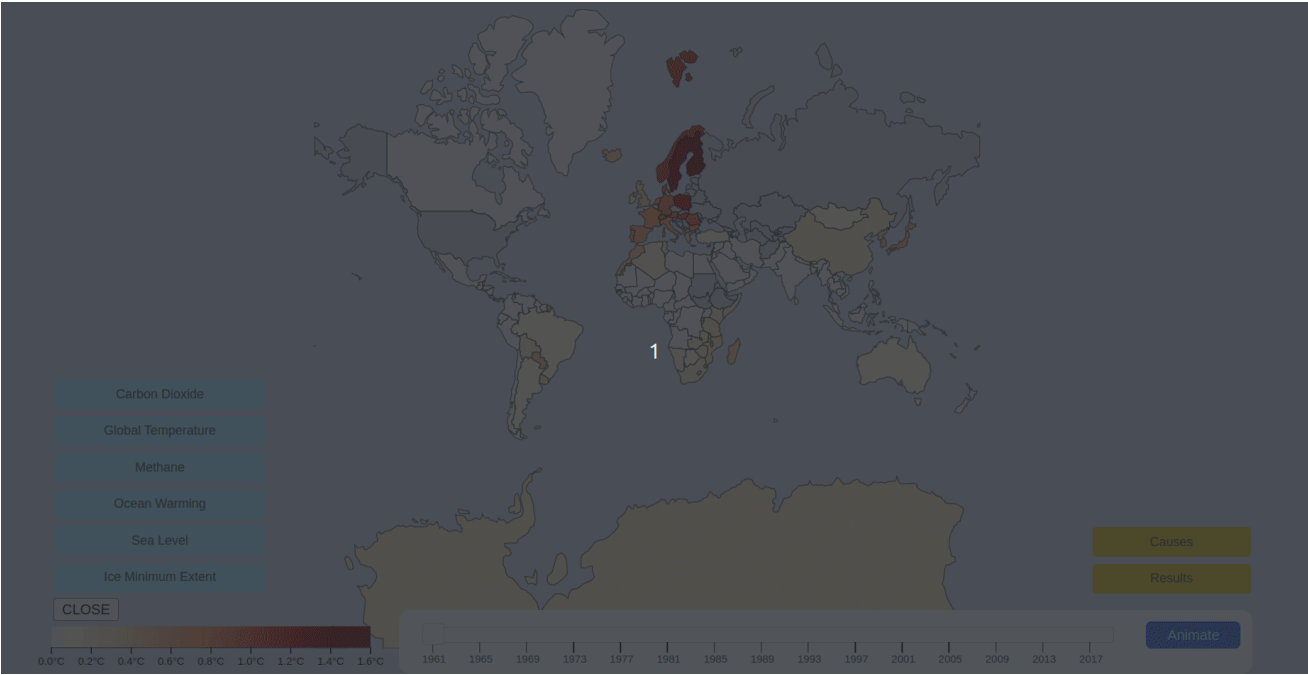 1
Carbon Dioxide
Global Temperature
Methane
Ocean Warming
Sea Level
Ice Minimum Extent
Causes
Results
CLOSE
0.0°C 0.2°C 0.4°C 0.6°C 0.8°C 1.0°C 1.2°C 1.4°C 1.6°C
Animate
1961 1965 1969 1973 1977 1981 1985 1989 1993 1997 2001 2005 2009 2013 2017